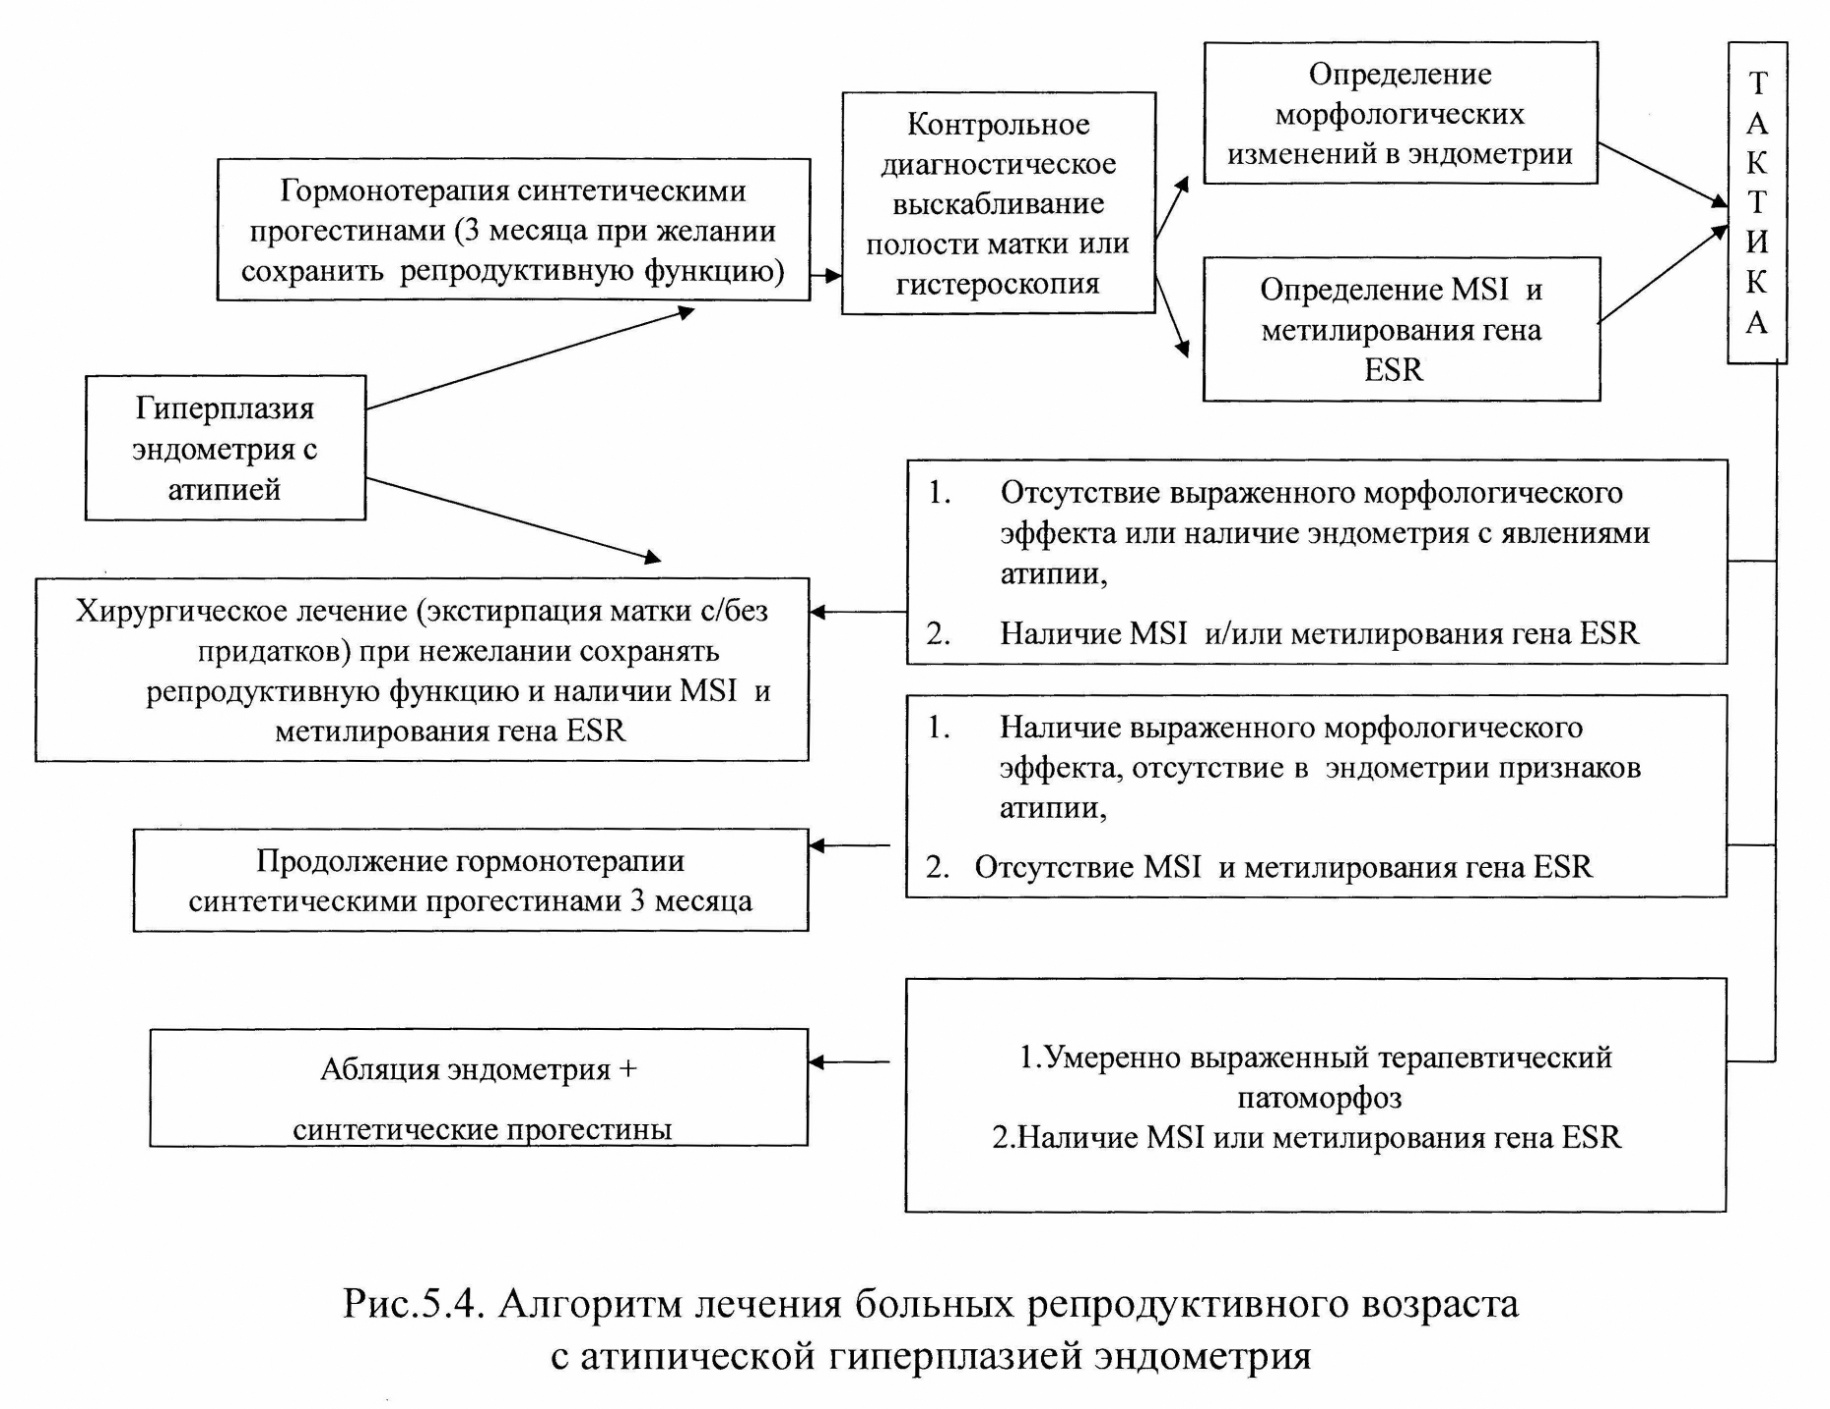 Определение
морфологических
изменений в эндометрии
Т
А
К
Т
И
К
А
Контрольное
диагностическое
выскабливание
полости матки или
гистероскопия
Гормонотерапия синтетическими
прогестинами (3 месяца при желании
сохранить репродуктивную функцию)
Определение MSI и
метилирования гена
ESR
Гиперплазия
эндометрия с
атипией
1. Отсутствие выраженного морфологического
эффекта или наличие эндометрия с явлениями
атипии,
2. Наличие MSI и/или метилирования гена ESR
Хирургическое лечение (экстирпация матки с/без
придатков) при нежелании сохранять
репродуктивную функцию и наличии MSI и
метилирования гена ESR
1. Наличие выраженного морфологического
эффекта, отсутствие в эндометрии признаков
атипии,
2. Отсутствие MSI и метилирования гена ESR
Продолжение гормонотерапии
синтетическими прогестинами 3 месяца
1.Умеренно выраженный терапевтический
патоморфоз
2.Наличие MSI или метилирования гена ESR
Абляция эндометрия +
синтетические прогестины
Рис.5.4. Алгоритм лечения больных репродуктивного возраста
с атипической гиперплазией эндометрия